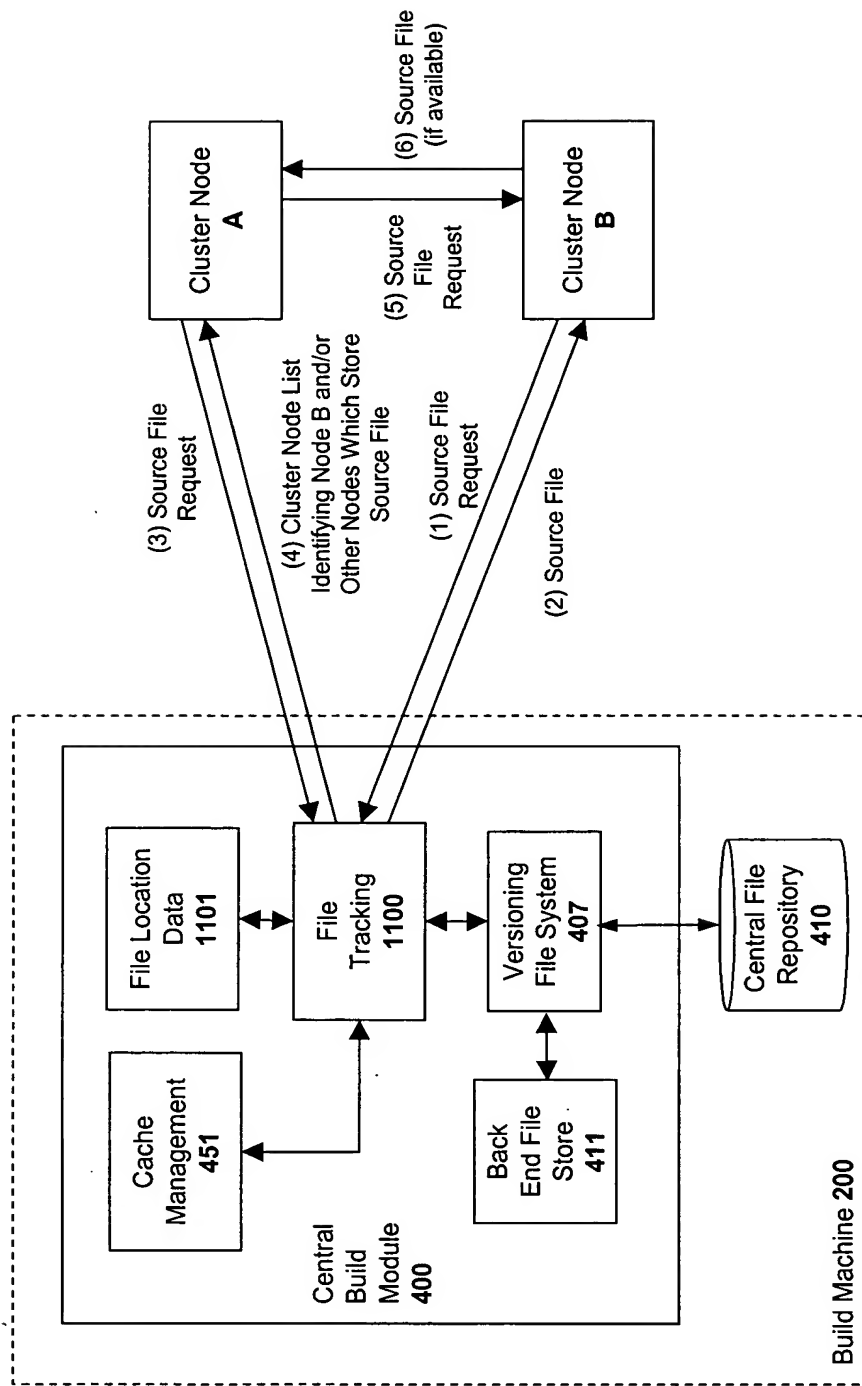 Cache
Management
451
File Location
Data
1101
Central
Build
Module
400
File
Tracking
1100
Back
End File
Store
411
Versioning
File System
407
Central File
Repository
410
Build Machine 200
(3) Source File
Request
(4) Cluster Node List
Identifying Node B and/or
Other Nodes Which Store
Source File
(1) Source File
Request
(2) Source File
Cluster Node
A
(5) Source
File
Request
(6) Source File
(if available)
Cluster Node
B